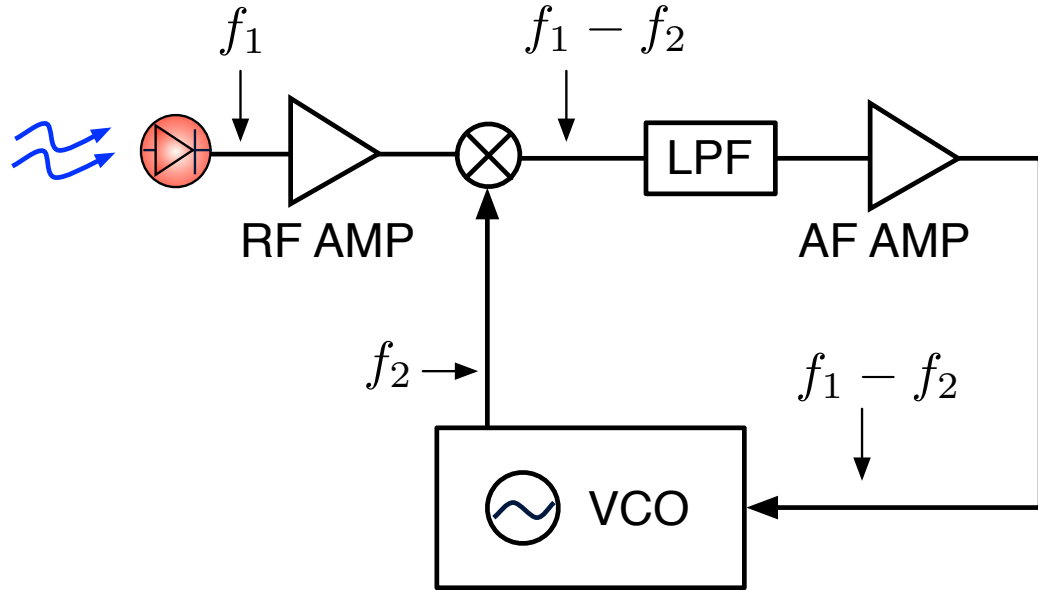 f₁
f₁ − f₂
LPF
RF AMP
AF AMP
f₂
f₁ − f₂
VCO